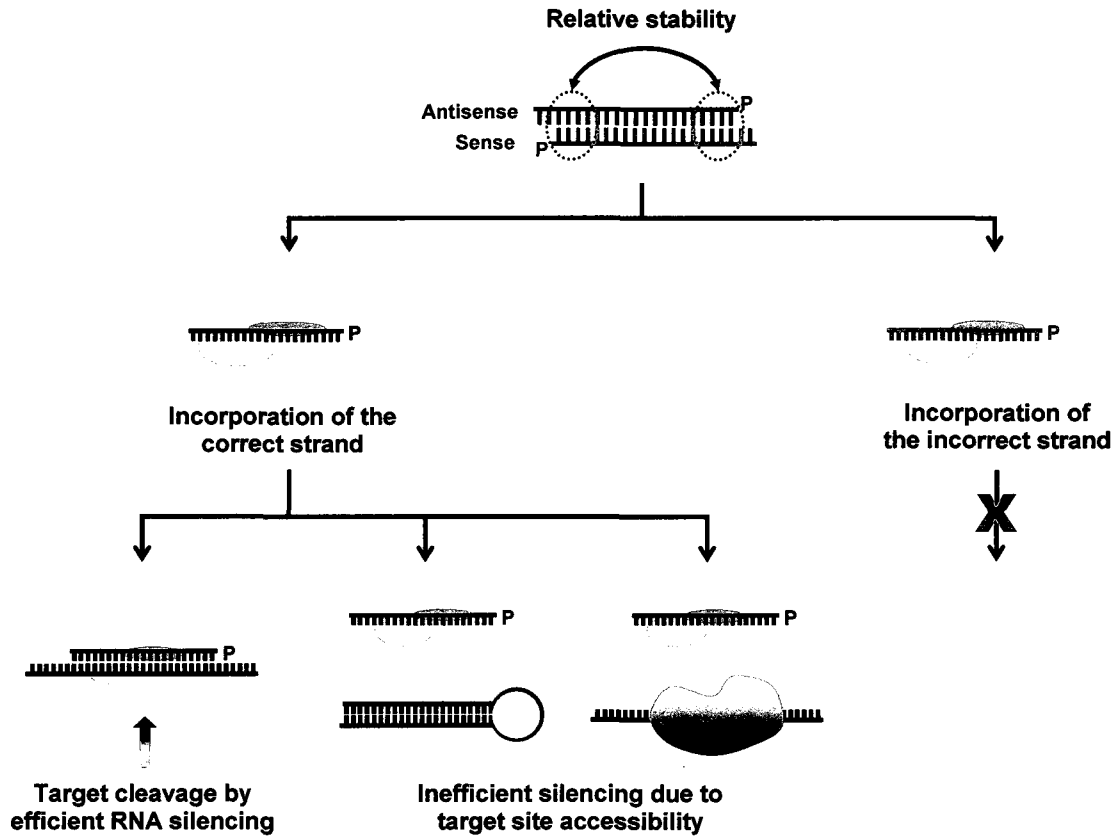 Relative stability
P
Antisense
Sense
P
P
P
Incorporation of the
correct strand
Incorporation of
the incorrect strand
X
P
P
P
Target cleavage by
efficient RNA silencing
Inefficient silencing due to
target site accessibility